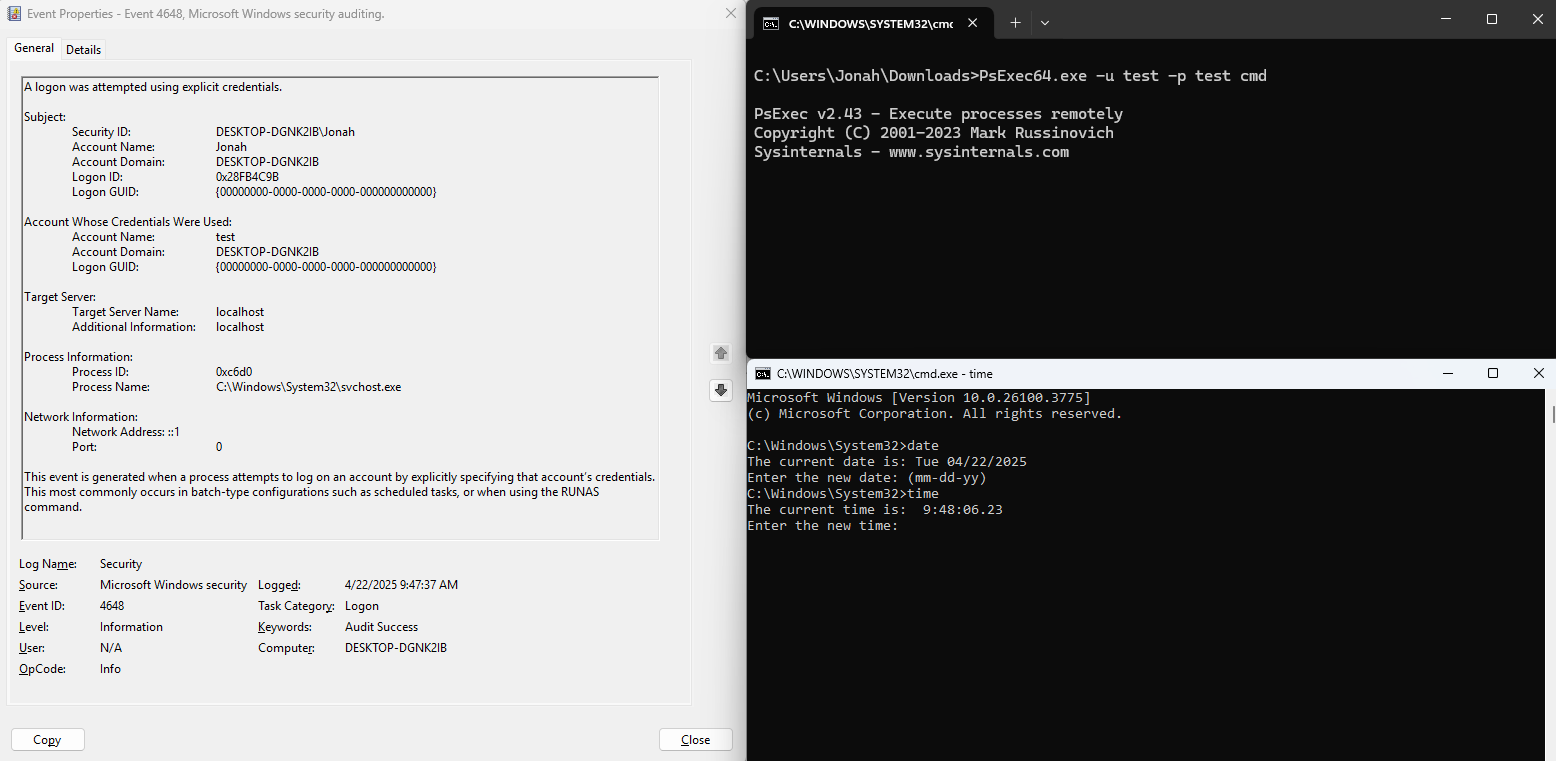 Event Properties - Event 4648, Microsoft Windows security auditing.
General Details
A logon was attempted using explicit credentials.
Subject:
Security ID: DESKTOP-DGNK2IB\Jonah
Account Name: Jonah
Account Domain: DESKTOP-DGNK2IB
Logon ID: 0x28FB4C9B
Logon GUID: {00000000-0000-0000-0000-000000000000}
Account Whose Credentials Were Used:
Account Name: test
Account Domain: DESKTOP-DGNK2IB
Logon GUID: {00000000-0000-0000-0000-000000000000}
Target Server:
Target Server Name: localhost
Additional Information: localhost
Process Information:
Process ID: 0xc6d0
Process Name: C:\Windows\System32\svchost.exe
Network Information:
Network Address: ::1
Port: 0
This event is generated when a process attempts to log on an account by explicitly specifying that account's credentials.
This most commonly occurs in batch-type configurations such as scheduled tasks, or when using the RUNAS
command.
Log Name: Security
Source: Microsoft Windows security Logged: 4/22/2025 9:47:37 AM
Event ID: 4648 Task Category: Logon
Level: Information Keywords: Audit Success
User: N/A Computer: DESKTOP-DGNK2IB
OpCode: Info
Copy Close
C:\WINDOWS\SYSTEM32\cmc
C:\Users\Jonah\Downloads>PsExec64.exe -u test -p test cmd
PsExec v2.43 - Execute processes remotely
Copyright (C) 2001-2023 Mark Russinovich
Sysinternals - www.sysinternals.com
C:\WINDOWS\SYSTEM32\cmd.exe - time
Microsoft Windows [Version 10.0.26100.3775]
(c) Microsoft Corporation. All rights reserved.
C:\Windows\System32>date
The current date is: Tue 04/22/2025
Enter the new date: (mm-dd-yy)
C:\Windows\System32>time
The current time is:  9:48:06.23
Enter the new time: